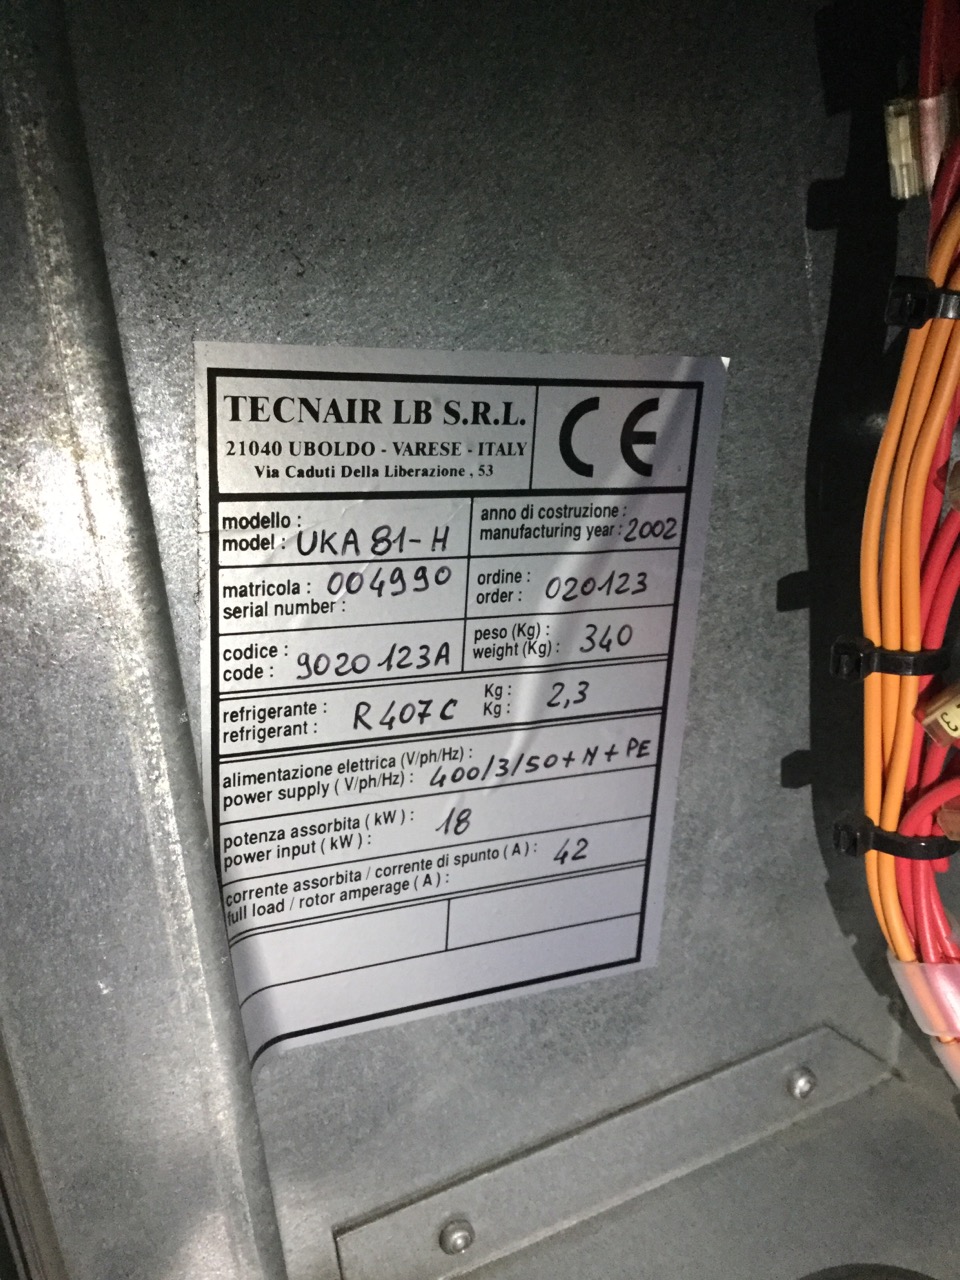 TECNAIR LB S.R.L.
21040 UBOLDO - VARESE - ITALY
Via Caduti Della Liberazione , 53
CE
modello :
model : UKA 81-H
anno di costruzione :
manufacturing year : 2002
matricola : 004990
serial number :
ordine :
order : 020123
codice :
code : 9020123A
peso (Kg) :
weight (Kg) : 340
refrigerante :
refrigerant : R407C
Kg :
Kg : 2,3
alimentazione elettrica (V/ph/Hz) :
power supply ( V/ph/Hz) : 400/3/50+N+PE
potenza assorbita ( kW ) : 18
power input ( kW ) :
corrente assorbita / corrente di spunto ( A ) : 42
full load / rotor amperage ( A ) :